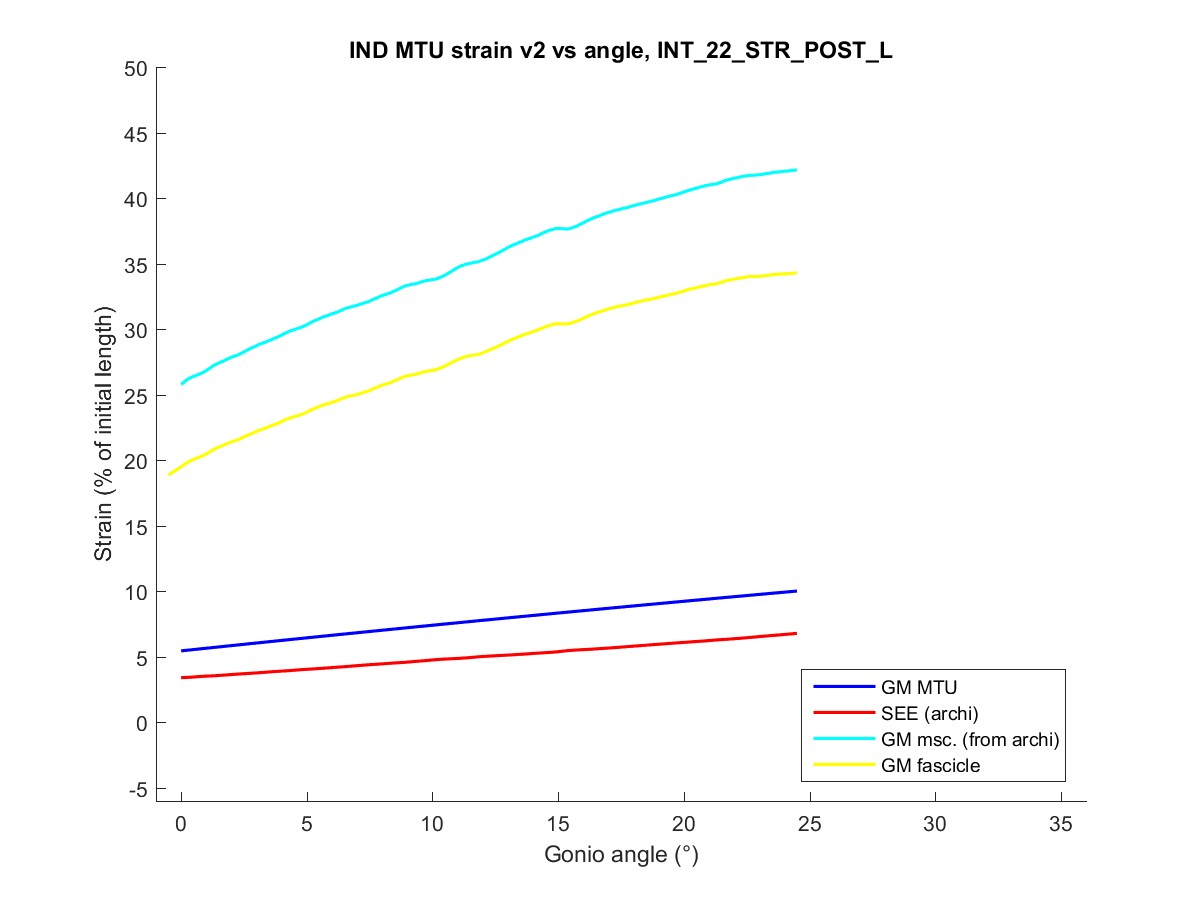 IND MTU strain v2 vs angle, INT_22_STR_POST_L
50
45
40
35
30
25
20
15
10
5
0
-5
Strain (% of initial length)
0 5 10 15 20 25 30 35
Gonio angle (°)
GM MTU
SEE (archi)
GM msc. (from archi)
GM fascicle